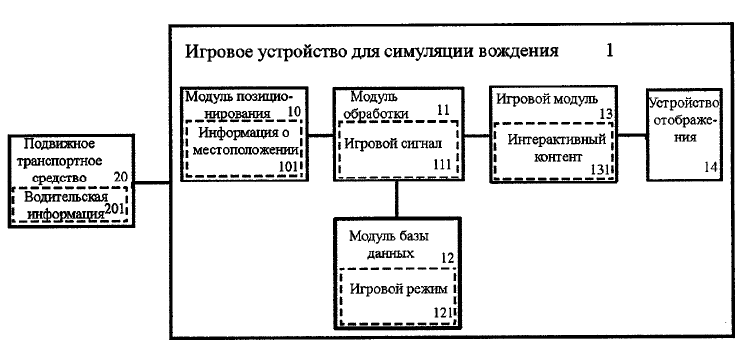 Игровое устройство для симуляции вождения 1
Модуль позицио-
нирования 10
Информация о
местоположении
101
Модуль
обработки 11
Игровой сигнал
111
Игровой модуль
13
Интерактивный
контент
131
Устройство
отображе-
ния
14
Подвижное
транспортное
средство 20
Водительская
информация 201
Модуль базы
данных 12
Игровой режим
121